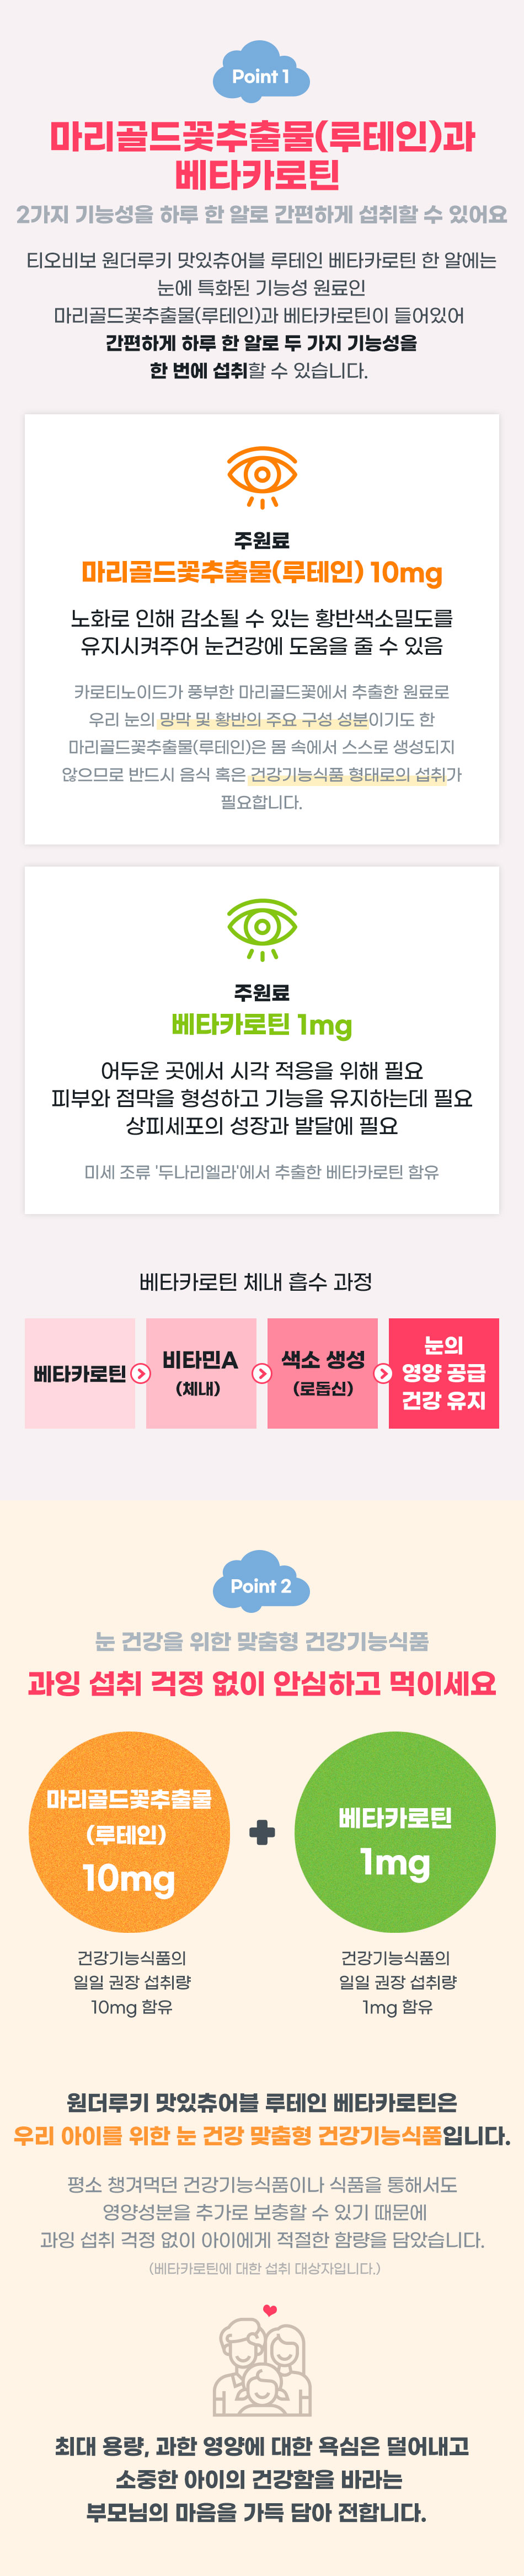 Point 1
마리골드꽃추출물(루테인)과
베타카로틴
2가지 기능성을 하루 한 알로 간편하게 섭취할 수 있어요
티오비보 원더루키 맛있츄어블 루테인 베타카로틴 한 알에는
눈에 특화된 기능성 원료인
마리골드꽃추출물(루테인)과 베타카로틴이 들어있어
간편하게 하루 한 알로 두 가지 기능성을
한 번에 섭취할 수 있습니다.
주원료
마리골드꽃추출물(루테인) 10mg
노화로 인해 감소될 수 있는 황반색소밀도를
유지시켜주어 눈건강에 도움을 줄 수 있음
카로티노이드가 풍부한 마리골드꽃에서 추출한 원료로
우리 눈의 망막 및 황반의 주요 구성 성분이기도 한
마리골드꽃추출물(루테인)은 몸 속에서 스스로 생성되지
않으므로 반드시 음식 혹은 건강기능식품 형태로의 섭취가
필요합니다.
주원료
베타카로틴 1mg
어두운 곳에서 시각 적응을 위해 필요
피부와 점막을 형성하고 기능을 유지하는데 필요
상피세포의 성장과 발달에 필요
미세 조류 '두나리엘라'에서 추출한 베타카로틴 함유
베타카로틴 체내 흡수 과정
베타카로틴
비타민A
(체내)
색소 생성
(로돕신)
눈의
영양 공급
건강 유지
Point 2
눈 건강을 위한 맞춤형 건강기능식품
과잉 섭취 걱정 없이 안심하고 먹이세요
마리골드꽃추출물
(루테인)
10mg
베타카로틴
1mg
건강기능식품의
일일 권장 섭취량
10mg 함유
건강기능식품의
일일 권장 섭취량
1mg 함유
원더루키 맛있츄어블 루테인 베타카로틴은
우리 아이를 위한 눈 건강 맞춤형 건강기능식품입니다.
평소 챙겨먹던 건강기능식품이나 식품을 통해서도
영양성분을 추가로 보충할 수 있기 때문에
과잉 섭취 걱정 없이 아이에게 적절한 함량을 담았습니다.
(베타카로틴에 대한 섭취 대상자입니다.)
최대 용량, 과한 영양에 대한 욕심은 덜어내고
소중한 아이의 건강함을 바라는
부모님의 마음을 가득 담아 전합니다.